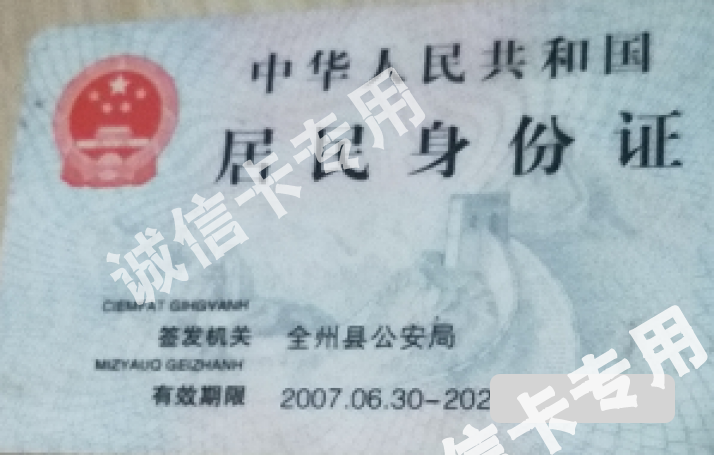 中华人民共和国
居民身份证
诚信卡专用
CIEMFAT GIHGVANH
签发机关 全州县公安局
MIZYAUQ GEIZHANH
有效期限 2007.06.30-202
信卡专用